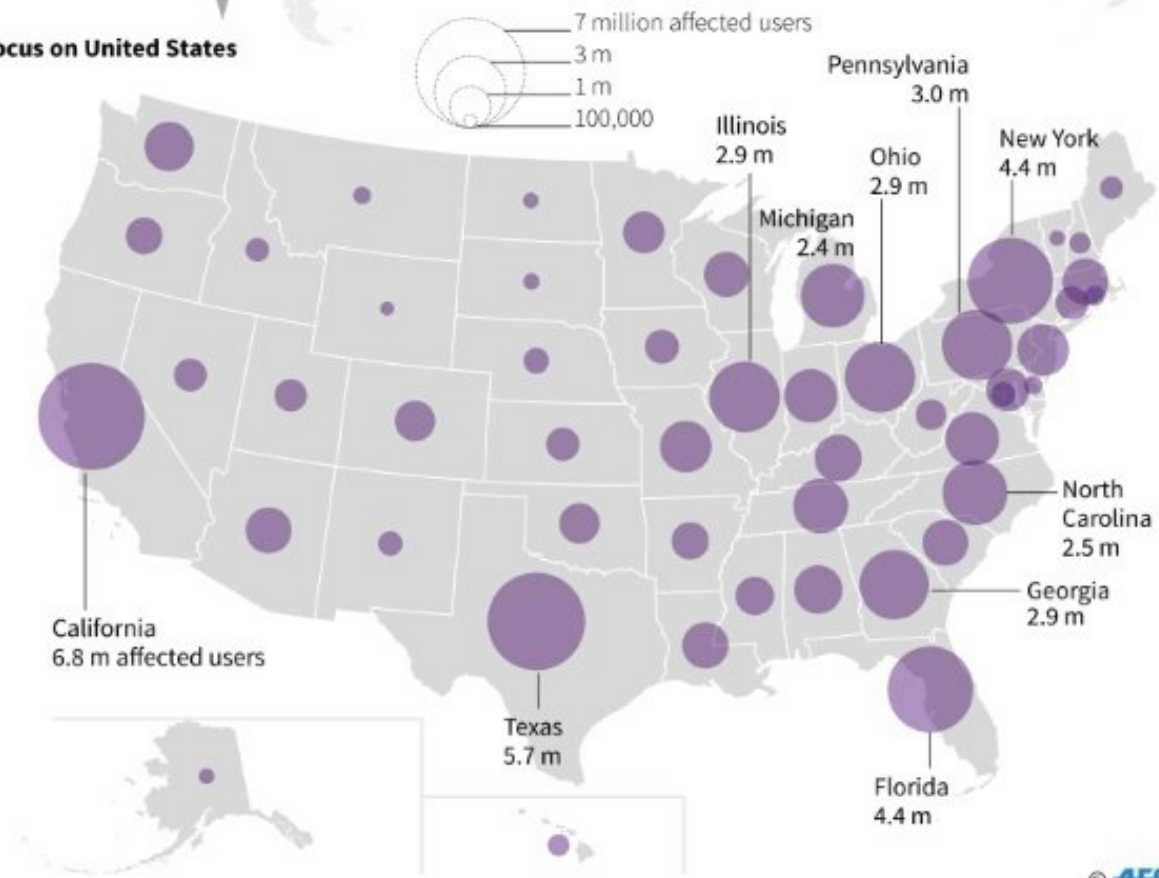 ocus on United States
7 million affected users
3 m
1 m
100,000
Pennsylvania
3.0 m
Illinois
2.9 m
Ohio
2.9 m
New York
4.4 m
Michigan
2.4 m
North
Carolina
2.5 m
Georgia
2.9 m
California
6.8 m affected users
Texas
5.7 m
Florida
4.4 m
©